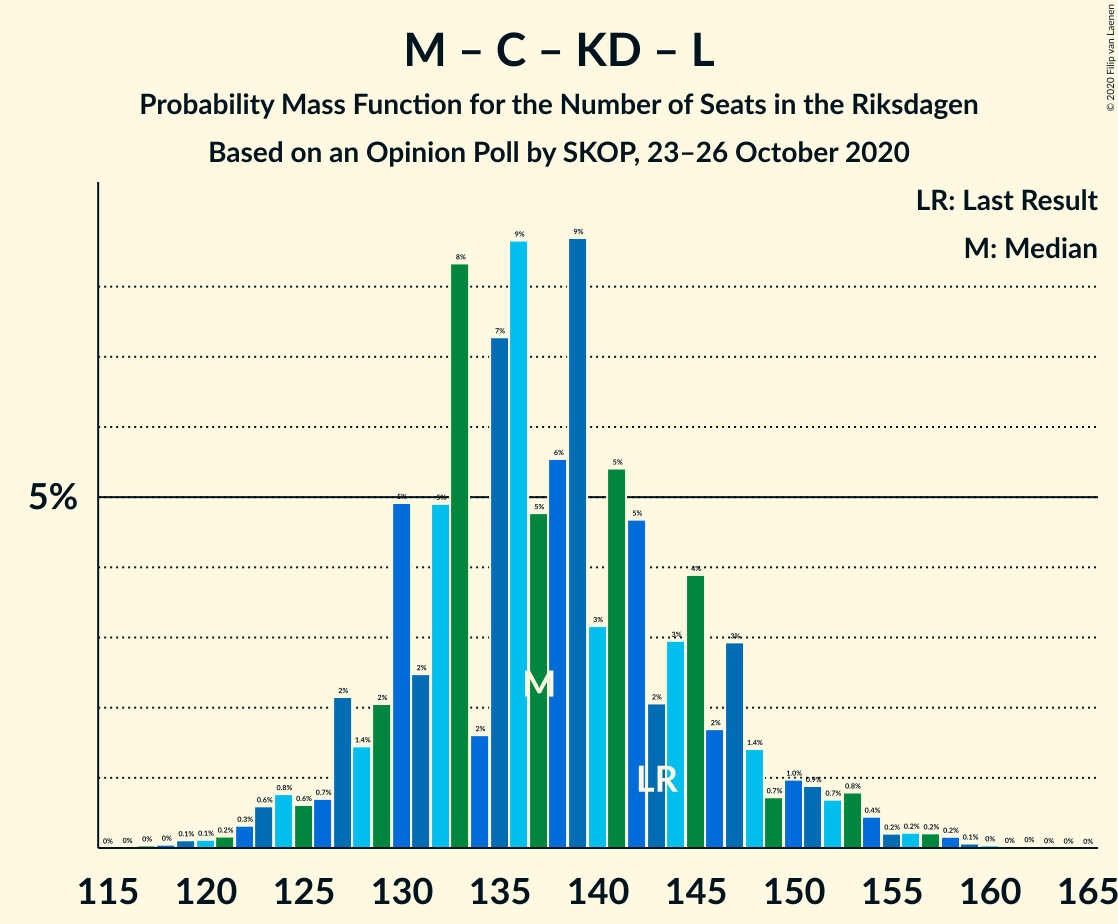 M – C – KD – L
Probability Mass Function for the Number of Seats in the Riksdagen
Based on an Opinion Poll by SKOP, 23–26 October 2020
© 2020 Filip van Laenen
LR: Last Result
M: Median
5%
0% 0% 0% 0% 0.1% 0.1% 0.2% 0.3% 0.6% 0.8% 0.6% 0.7% 2% 1.4% 2% 5% 2% 5% 8% 2% 7% 9% 5% 6% 9% 3% 5% 5% 2% 3% 4% 2% 3% 1.4% 0.7% 1.0% 0.9% 0.7% 0.8% 0.4% 0.2% 0.2% 0.2% 0.2% 0.1% 0% 0% 0% 0% 0% 0%
M
LR
115 120 125 130 135 140 145 150 155 160 165